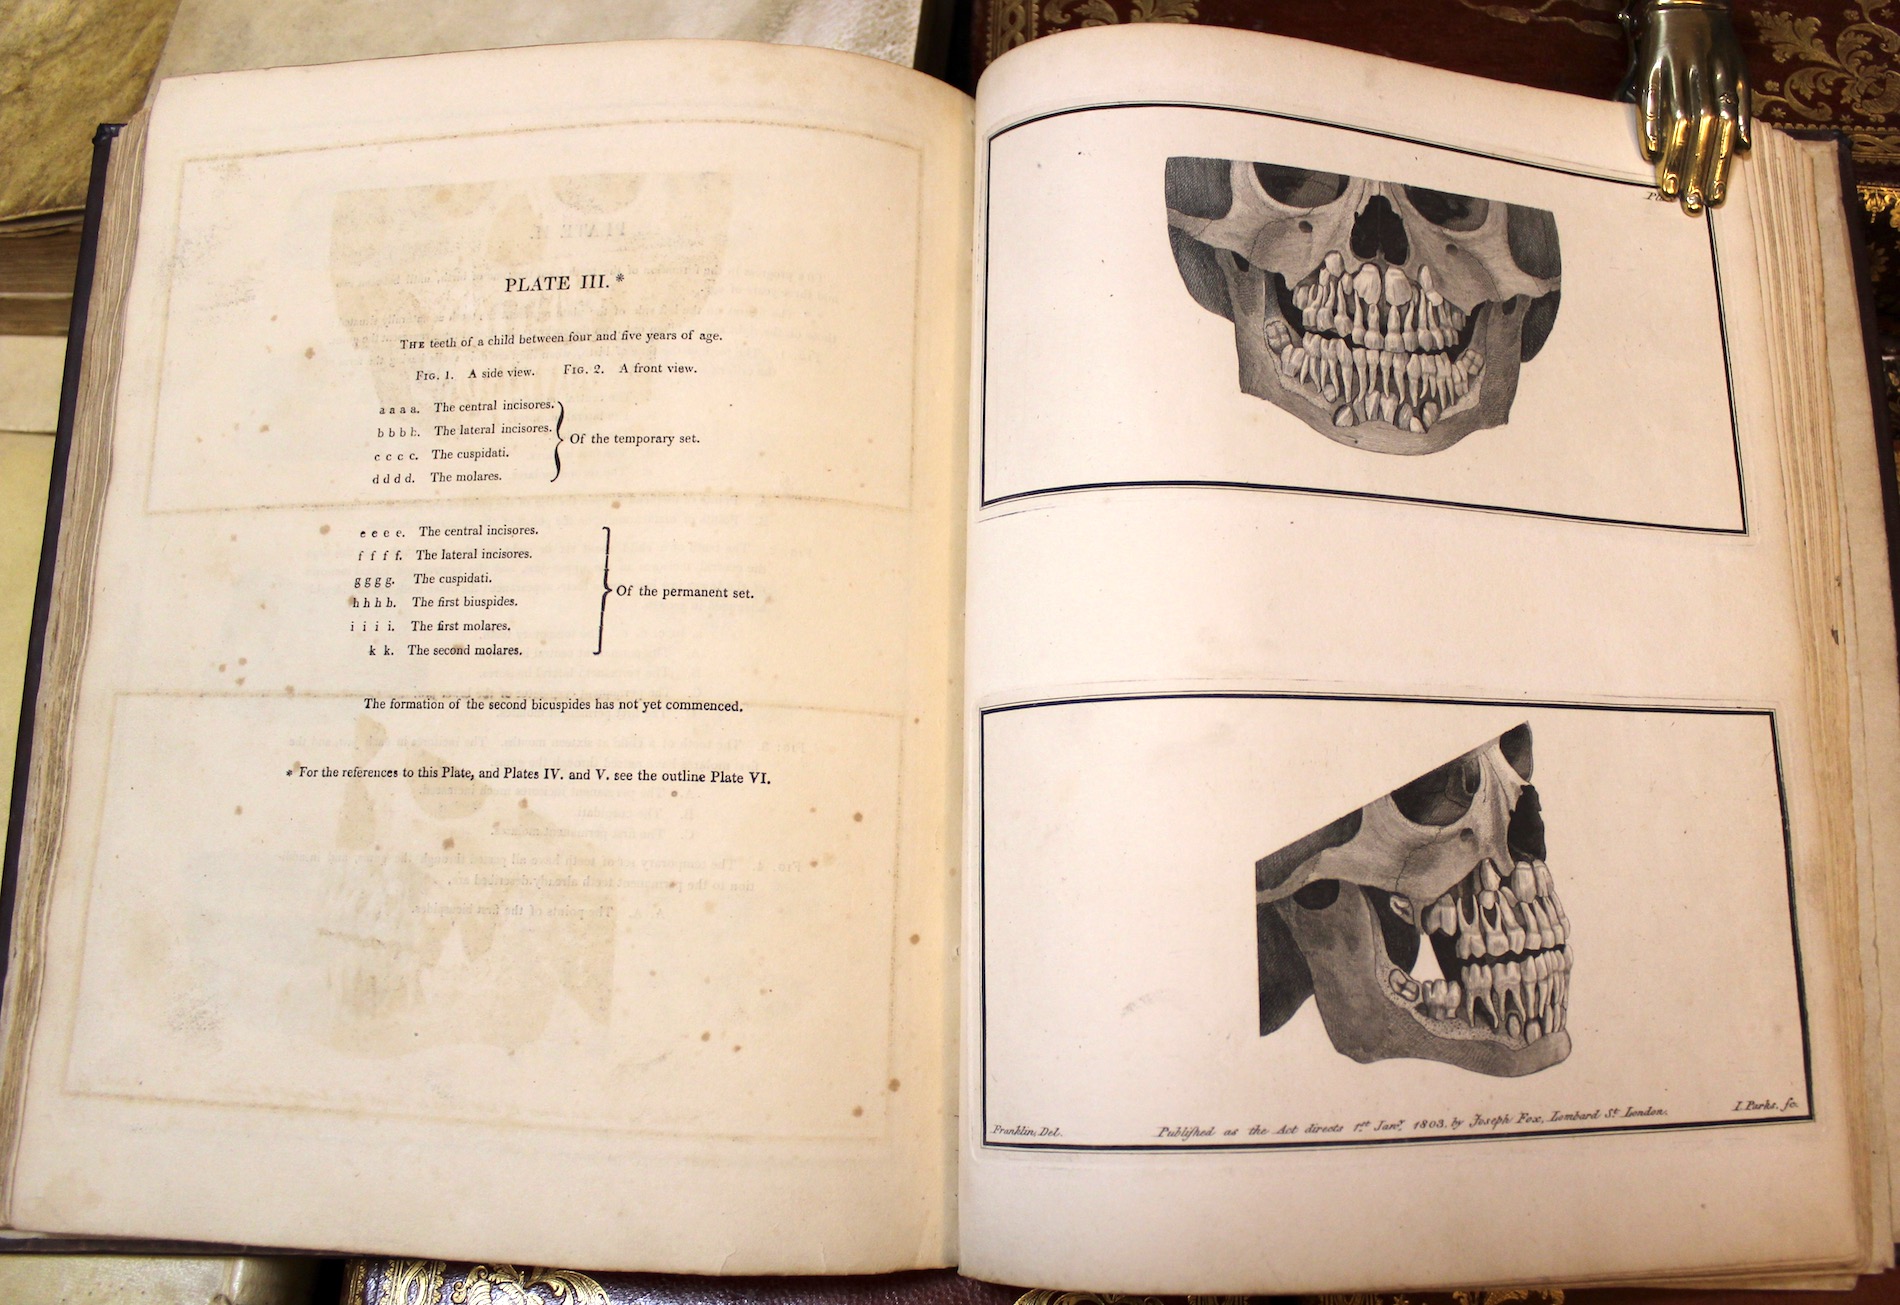 PLATE III.*
THE teeth of a child between four and five years of age.
FIG. 1. A side view. FIG. 2. A front view.
a a a a. The central incisores.
b b b b. The lateral incisores.
c c c c. The cuspidati.
d d d d. The molares.
Of the temporary set.
e e e e. The central incisores.
f f f f. The lateral incisores.
g g g g. The cuspidati.
h h h h. The first biuspides.
i i i i. The first molares.
k k. The second molares.
Of the permanent set.
The formation of the second bicuspides has not yet commenced.
* For the references to this Plate, and Plates IV. and V. see the outline Plate VI.
Franklin, Del.
Publiſhed as the Act directs 1st Jany. 1803. by Joseph Fox, Lombard St. London.
I. Parks. fc.